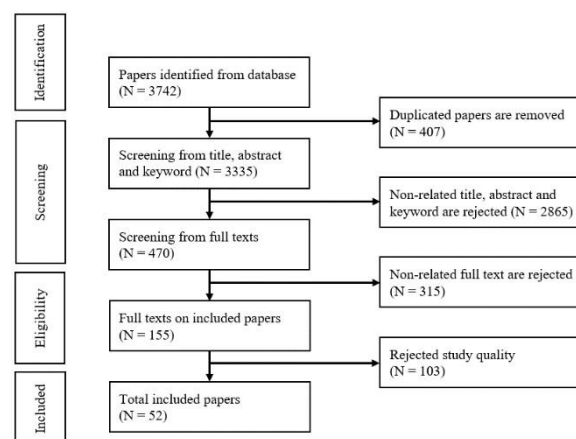 Identification
Papers identified from database
(N = 3742)
Duplicated papers are removed
(N = 407)
Screening
Screening from title, abstract
and keyword (N = 3335)
Non-related title, abstract and
keyword are rejected (N = 2865)
Screening from full texts
(N = 470)
Non-related full text are rejected
(N = 315)
Eligibility
Full texts on included papers
(N = 155)
Rejected study quality
(N = 103)
Included
Total included papers
(N = 52)